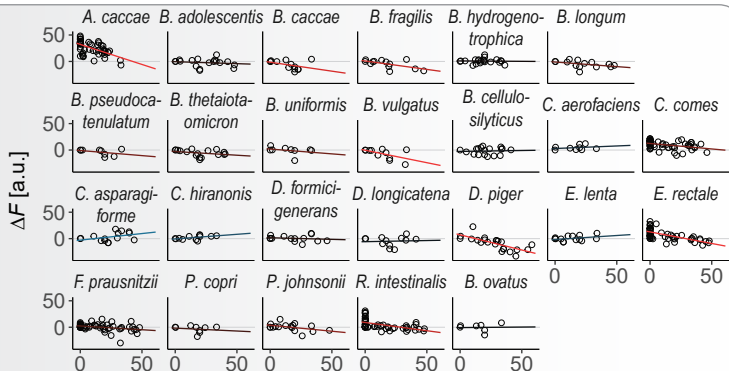 A. caccae B. adolescentis B. caccae B. fragilis B. hydrogeno- B. longum
trophica
50
0
B. pseudoca- B. thetaiota- B. uniformis B. vulgatus B. cellulo- C. aerofaciens C. comes
tenulatum omicron silyticus
50
0
ΔF [a.u.]
C. asparagi- C. hiranonis D. formici- D. longicatena D. piger E. lenta E. rectale
forme generans
50
0
0 50 0 50
F. prausnitzii P. copri P. johnsonii R. intestinalis B. ovatus
50
0
0 50 0 50 0 50 0 50 0 50